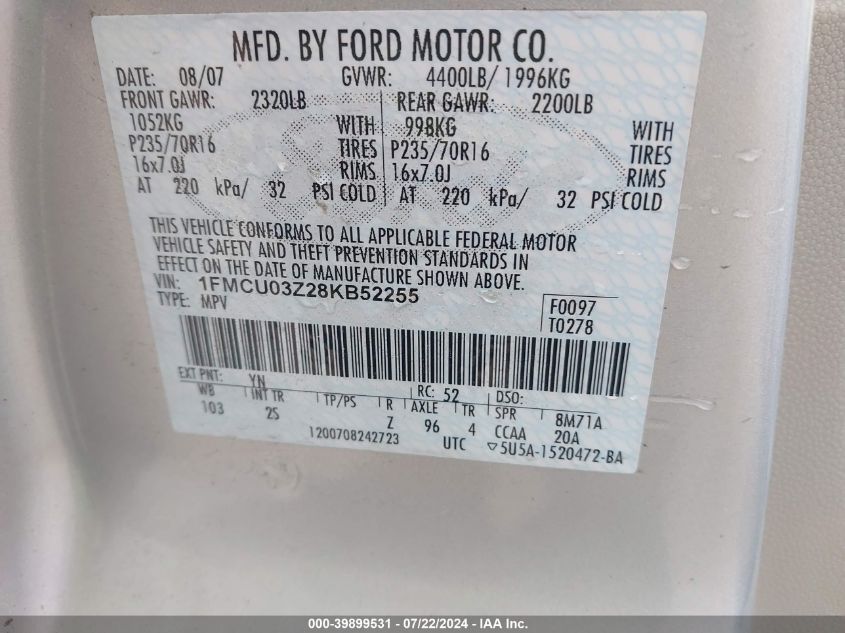 MFD. BY FORD MOTOR CO.
DATE: 08/07 GVWR: 4400LB/ 1996KG
FRONT GAWR: 2320LB REAR GAWR: 2200LB
1052KG WITH 998KG WITH
P235/70R16 TIRES P235/70R16 TIRES
16x7.0J RIMS 16x7.0J RIMS
AT 220 kPa/ 32 PSI COLD AT 220 kPa/ 32 PSI COLD
THIS VEHICLE CONFORMS TO ALL APPLICABLE FEDERAL MOTOR
VEHICLE SAFETY AND THEFT PREVENTION STANDARDS IN
EFFECT ON THE DATE OF MANUFACTURE SHOWN ABOVE.
VIN: 1FMCU03Z28KB52255
TYPE: MPV
F0097
T0278
EXT PNT: YN RC: 52 DSO:
WB INT TR TP/PS R AXLE TR SPR 8M71A
103 2S Z 96 4 CCAA 20A
1200708242723 UTC ▽5U5A-1520472-BA
000-39899531 - 07/22/2024 - IAA Inc.